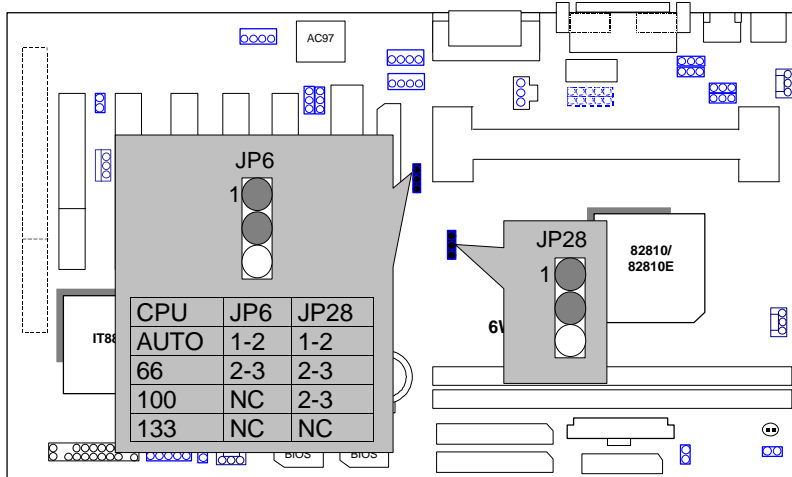 AC97
JP6
1
JP28
1
82810/
82810E
CPU JP6 JP28
AUTO 1-2 1-2
66 2-3 2-3
100 NC 2-3
133 NC NC
BIOS BIOS